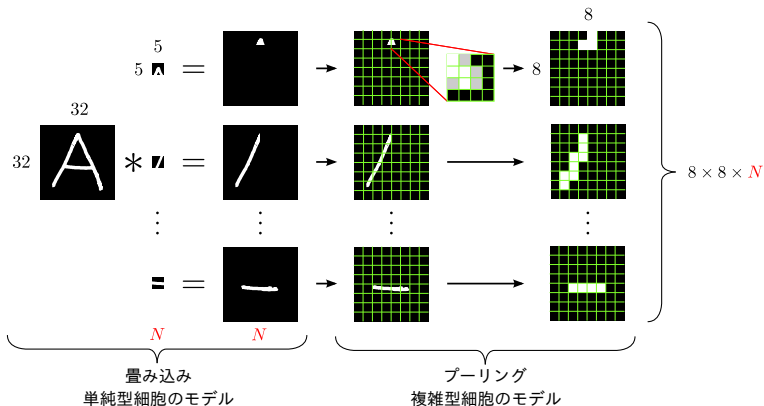 8
5
5 =
8
32
32 * =
8 × 8 × N
⋮ ⋮ ⋮ ⋮
=
N N
畳み込み プーリング
単純型細胞のモデル 複雑型細胞のモデル